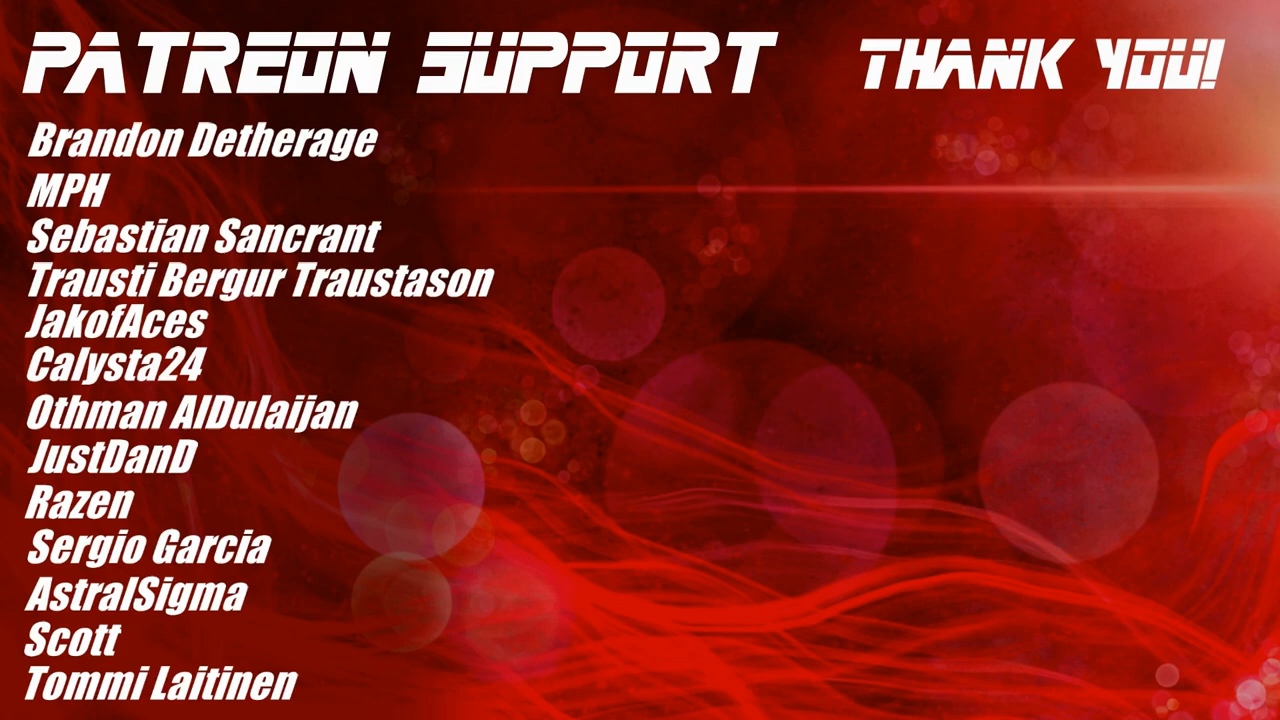 PATREON SUPPORT THANK YOU!
Brandon Detherage
MPH
Sebastian Sancrant
Trausti Bergur Traustason
JakofAces
Calysta24
Othman AlDulaijan
JustDanD
Razen
Sergio Garcia
AstralSigma
Scott
Tommi Laitinen